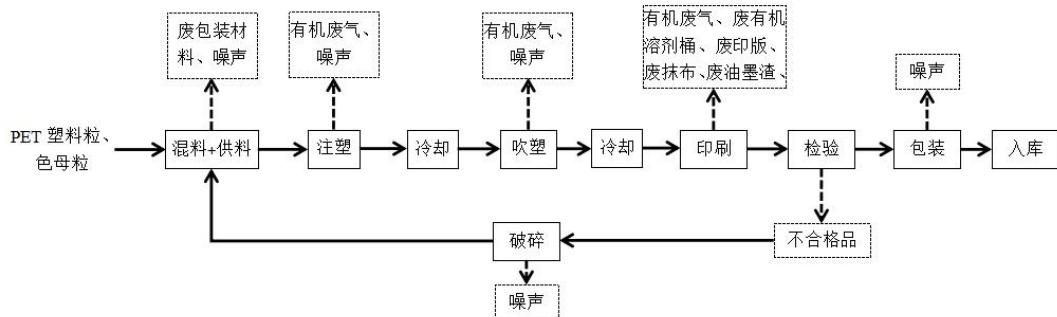 废包装材
料、噪声
有机废气、
噪声
有机废气、
噪声
有机废气、废有机
溶剂桶、废印版、
废抹布、废油墨渣、
噪声
PET 塑料粒、
色母粒
混料+供料
注塑
冷却
吹塑
冷却
印刷
检验
包装
入库
破碎
不合格品
噪声